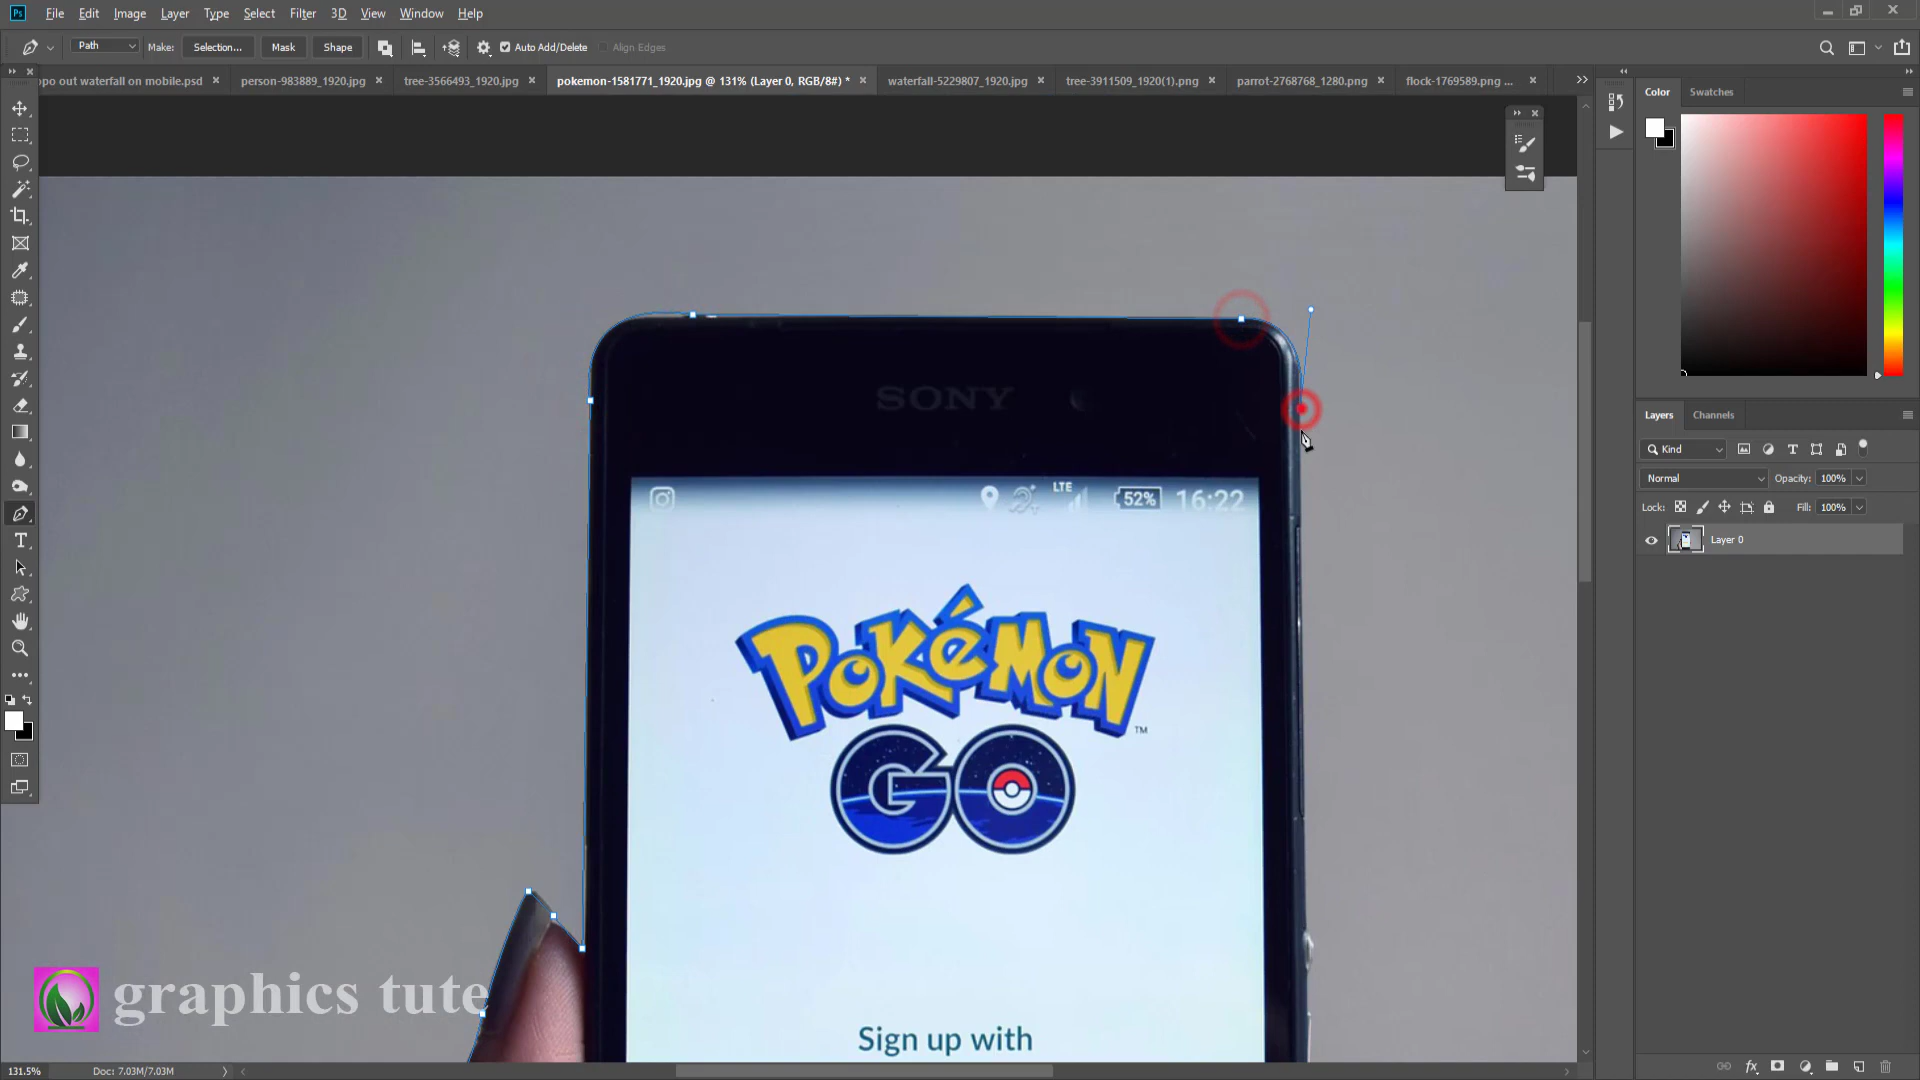 Ps File Edit Image Layer Type Select Filter 3D View Window Help
Path Make: Selection... Mask Shape Auto Add/Delete Align Edges
opo out waterfall on mobile.psd × person-983889_1920.jpg × tree-3566493_1920.jpg × pokemon-1581771_1920.jpg @ 131% (Layer 0, RGB/8#) * × waterfall-5229807_1920.jpg × tree-3911509_1920(1).png × parrot-2768768_1280.png × flock-1769589.png ... ×
Color Swatches
SONY
LTE 52% 16:22
POKéMON
TM
GO
Sign up with
Layers Channels
Kind
Normal Opacity: 100%
Lock: Fill: 100%
Layer 0
fx
graphics tute
131.5% Doc: 7.03M/7.03M